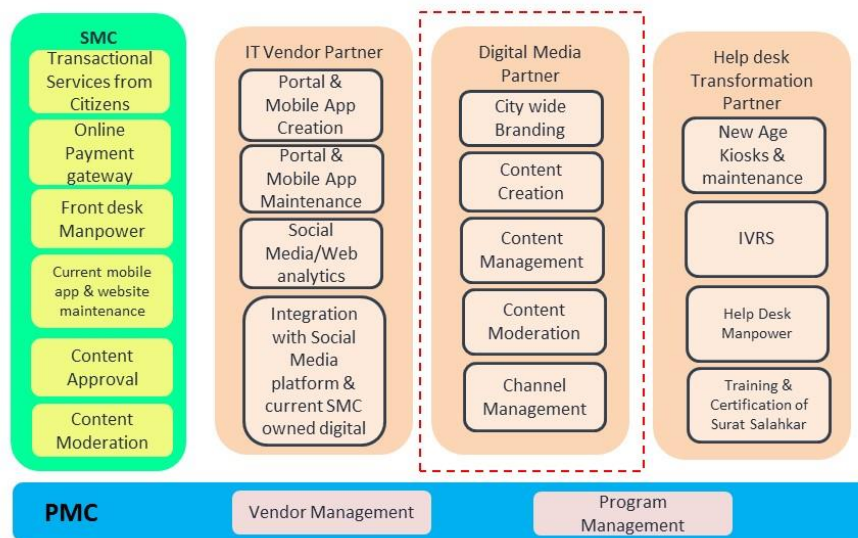 SMC
Transactional
Services from
Citizens
Online
Payment
gateway
Front desk
Manpower
Current mobile
app & website
maintenance
Content
Approval
Content
Moderation
IT Vendor Partner
Portal &
Mobile App
Creation
Portal &
Mobile App
Maintenance
Social
Media/Web
analytics
Integration
with Social
Media
platform &
current SMC
owned digital
Digital Media
Partner
City wide
Branding
Content
Creation
Content
Management
Content
Moderation
Channel
Management
Help desk
Transformation
Partner
New Age
Kiosks &
maintenance
IVRS
Help Desk
Manpower
Training &
Certification of
Surat Salahkar
PMC
Vendor Management
Program
Management